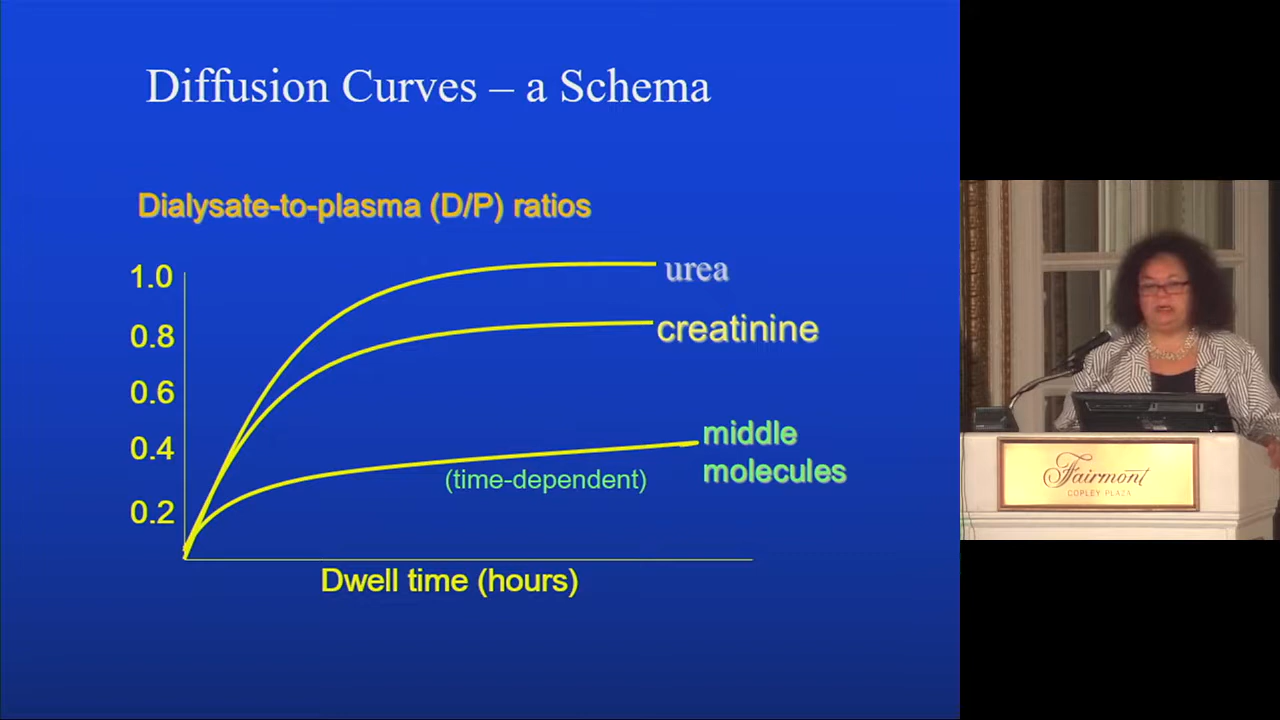 Diffusion Curves – a Schema
Dialysate-to-plasma (D/P) ratios
1.0
urea
0.8
creatinine
0.6
0.4
middle
molecules
(time-dependent)
0.2
Dwell time (hours)
Fairmont
COPLEY PLAZA